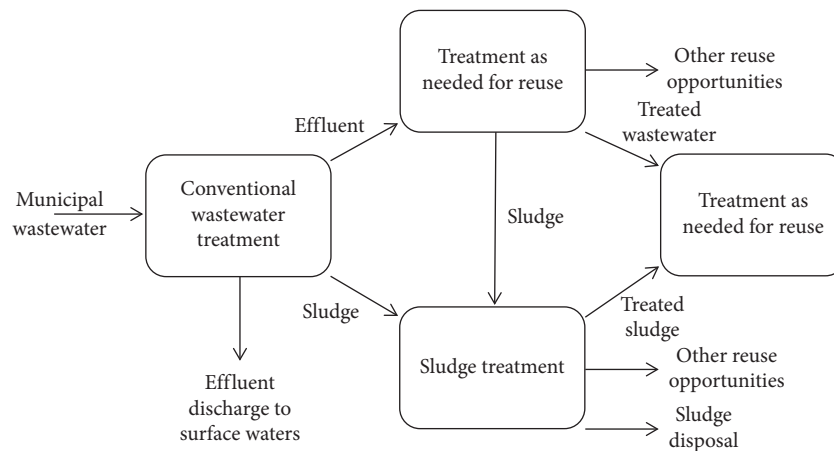 Treatment as
needed for reuse
Other reuse
opportunities
Effluent
Treated
wastewater
Municipal
wastewater
Conventional
wastewater
treatment
Sludge
Treatment as
needed for reuse
Sludge
Treated
sludge
Sludge treatment
Other reuse
opportunities
Effluent
discharge to
surface waters
Sludge
disposal